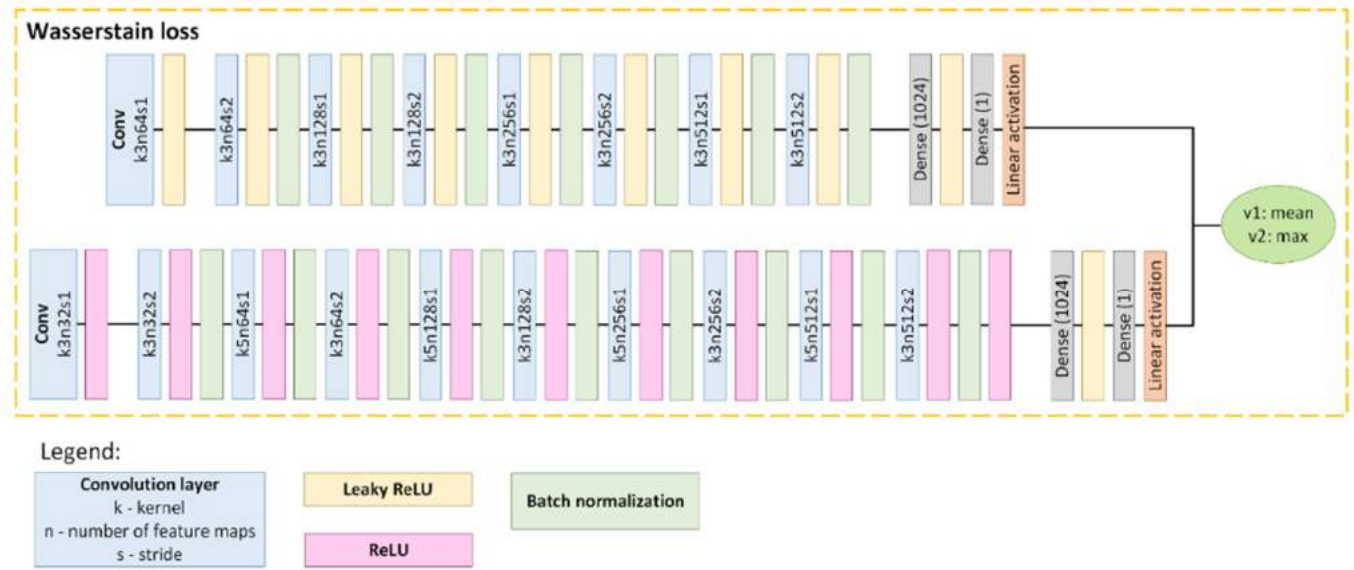 Wasserstain loss
Conv
k3n64s1
k3n64s2
k3n128s1
k3n128s2
k3n256s1
k3n256s2
k3n512s1
k3n512s2
Dense (1024)
Dense (1)
Linear activation
v1: mean
v2: max
Conv
k3n32s1
k3n32s2
k5n64s1
k3n64s2
k5n128s1
k3n128s2
k5n256s1
k3n256s2
k5n512s1
k3n512s2
Dense (1024)
Dense (1)
Linear activation
Legend:
Convolution layer
k - kernel
n - number of feature maps
s - stride
Leaky ReLU
ReLU
Batch normalization